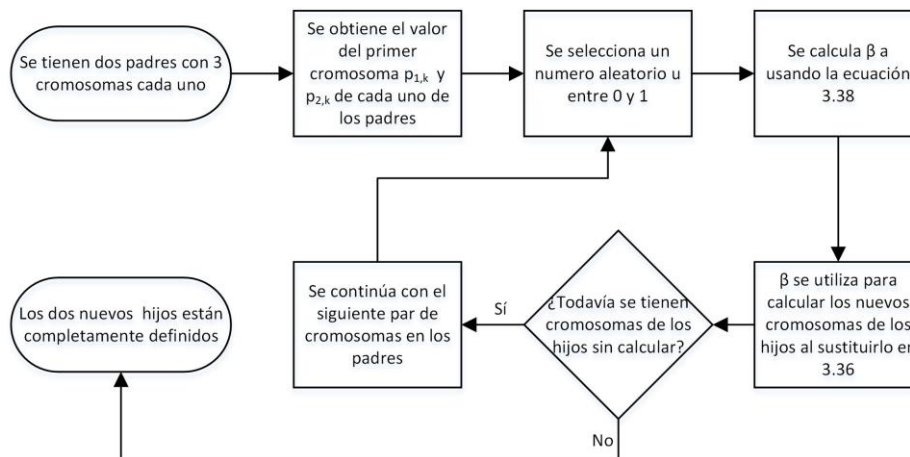 Se tienen dos padres con 3
cromosomas cada uno
Se obtiene el valor
del primer
cromosoma p1,k y
p2,k de cada uno de
los padres
Se selecciona un
numero aleatorio u
entre 0 y 1
Se calcula β a
usando la ecuación
3.38
β se utiliza para
calcular los nuevos
cromosomas de los
hijos al sustituirlo en
3.36
¿Todavía se tienen
cromosomas de los
hijos sin calcular?
Sí
Se continúa con el
siguiente par de
cromosomas en los
padres
No
Los dos nuevos hijos están
completamente definidos